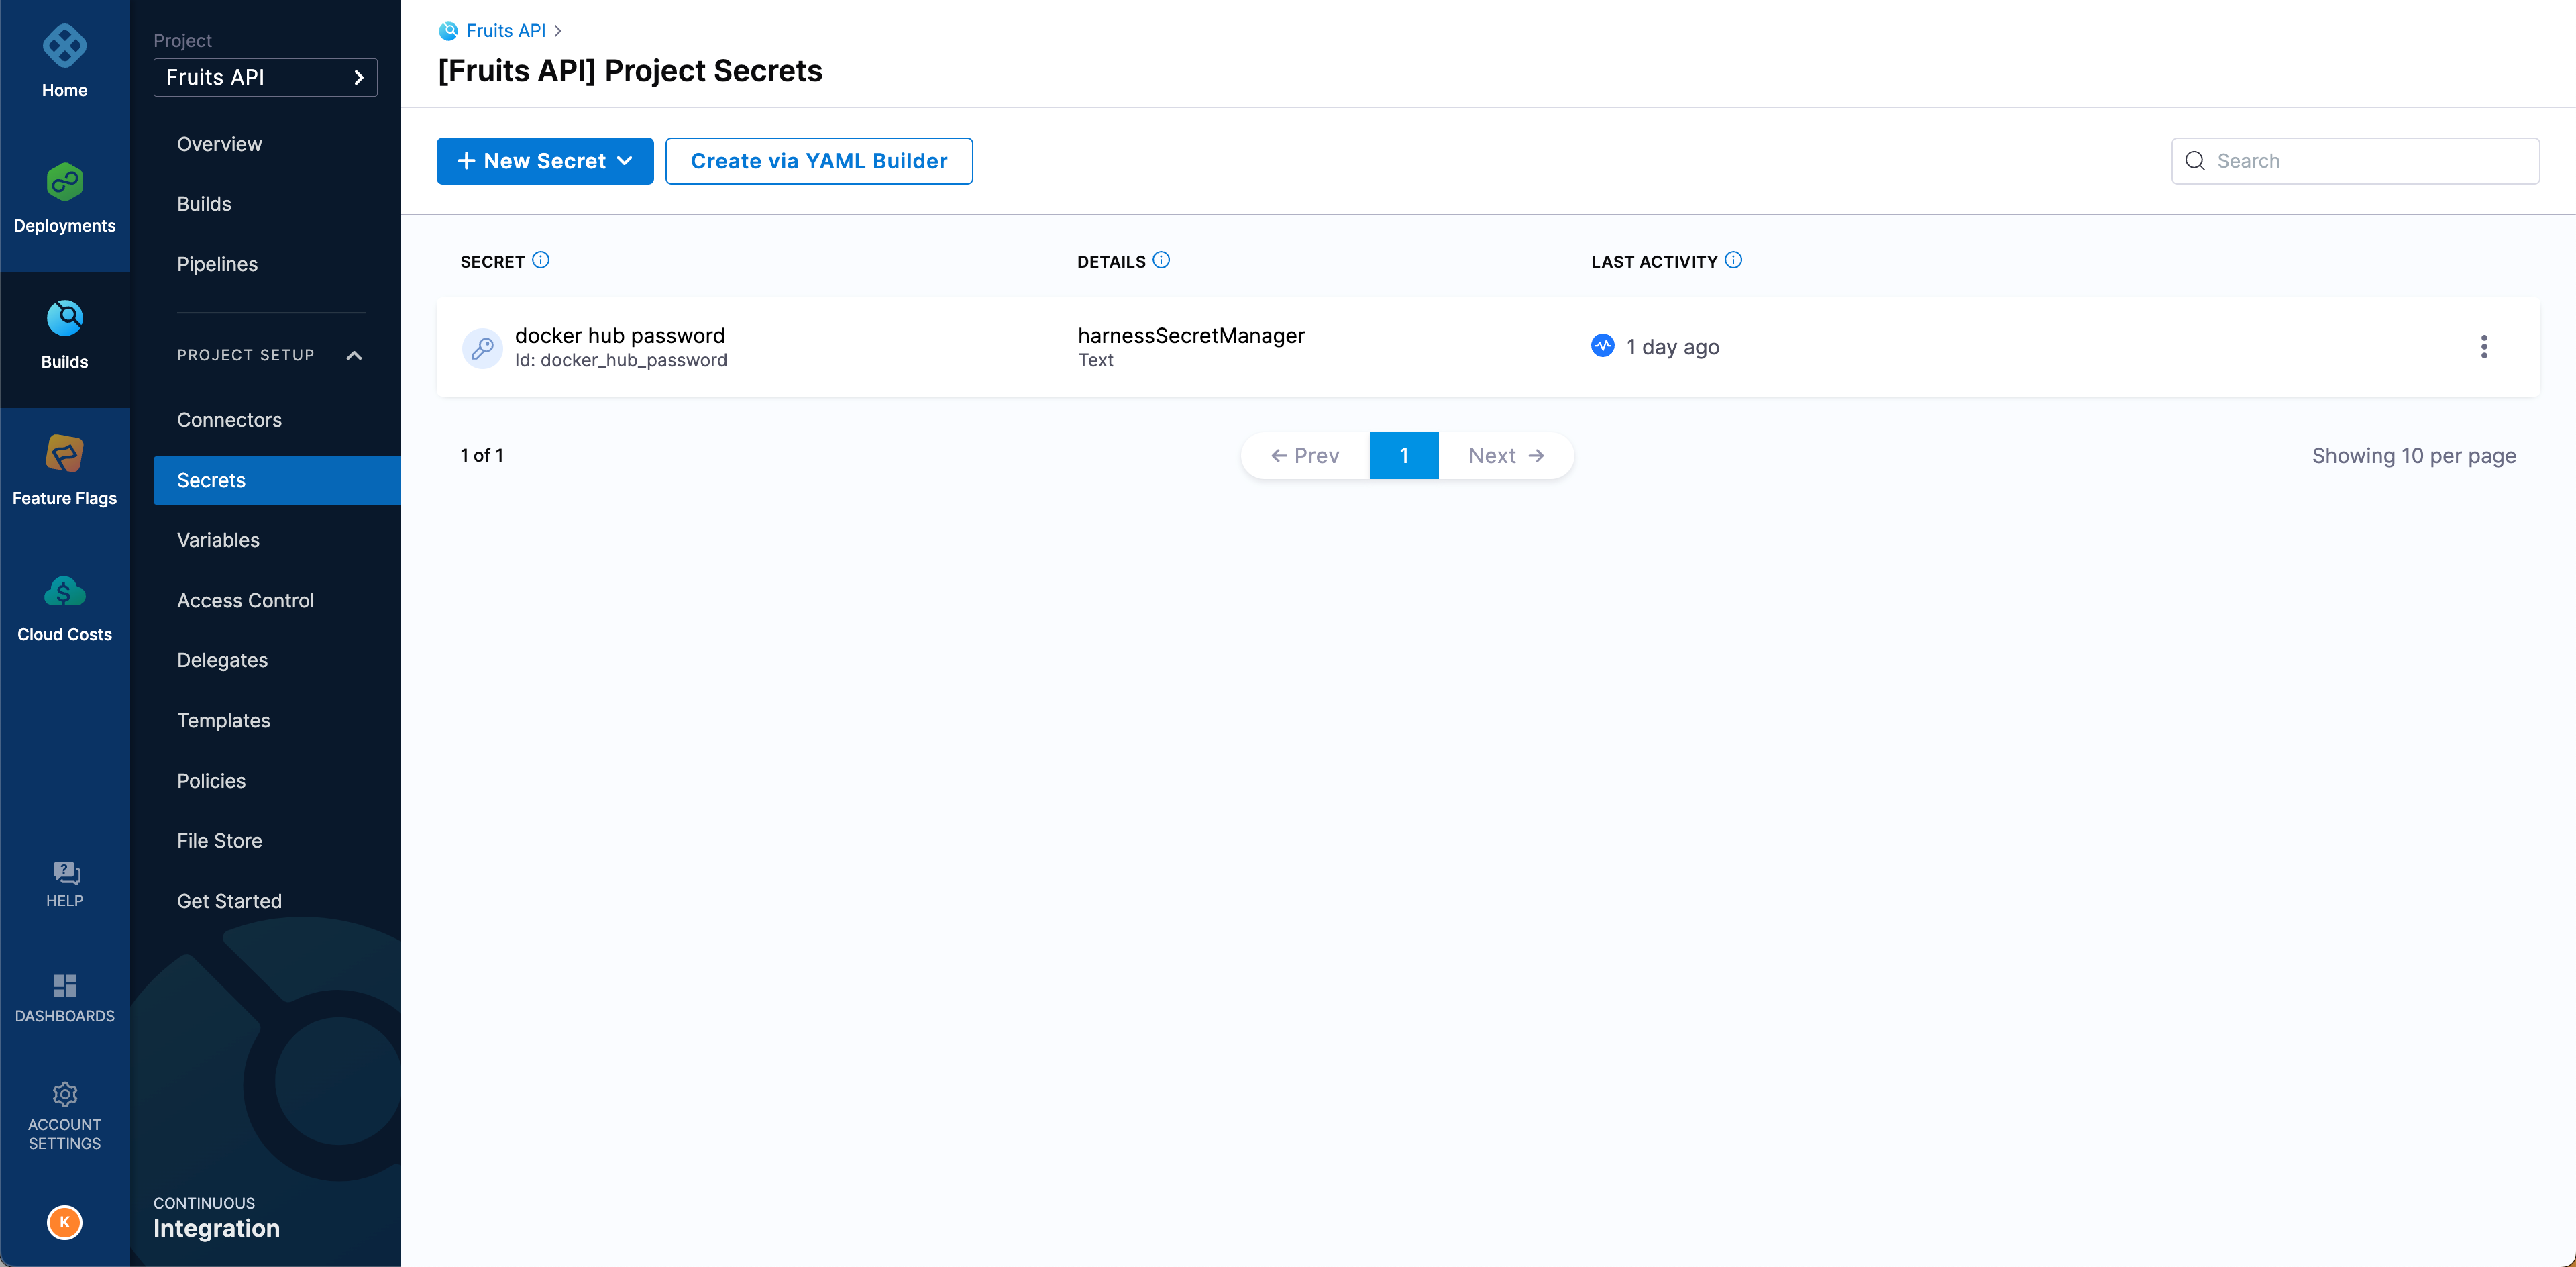 Home
Deployments
Builds
Feature Flags
Cloud Costs
HELP
DASHBOARDS
ACCOUNT
SETTINGS
K
Project
Fruits API
Overview
Builds
Pipelines
PROJECT SETUP
Connectors
Secrets
Variables
Access Control
Delegates
Templates
Policies
File Store
Get Started
CONTINUOUS
Integration
Fruits API
[Fruits API] Project Secrets
+ New Secret
Create via YAML Builder
Search
SECRET
DETAILS
LAST ACTIVITY
docker hub password
Id: docker_hub_password
harnessSecretManager
Text
1 day ago
1 of 1
← Prev
1
Next →
Showing 10 per page